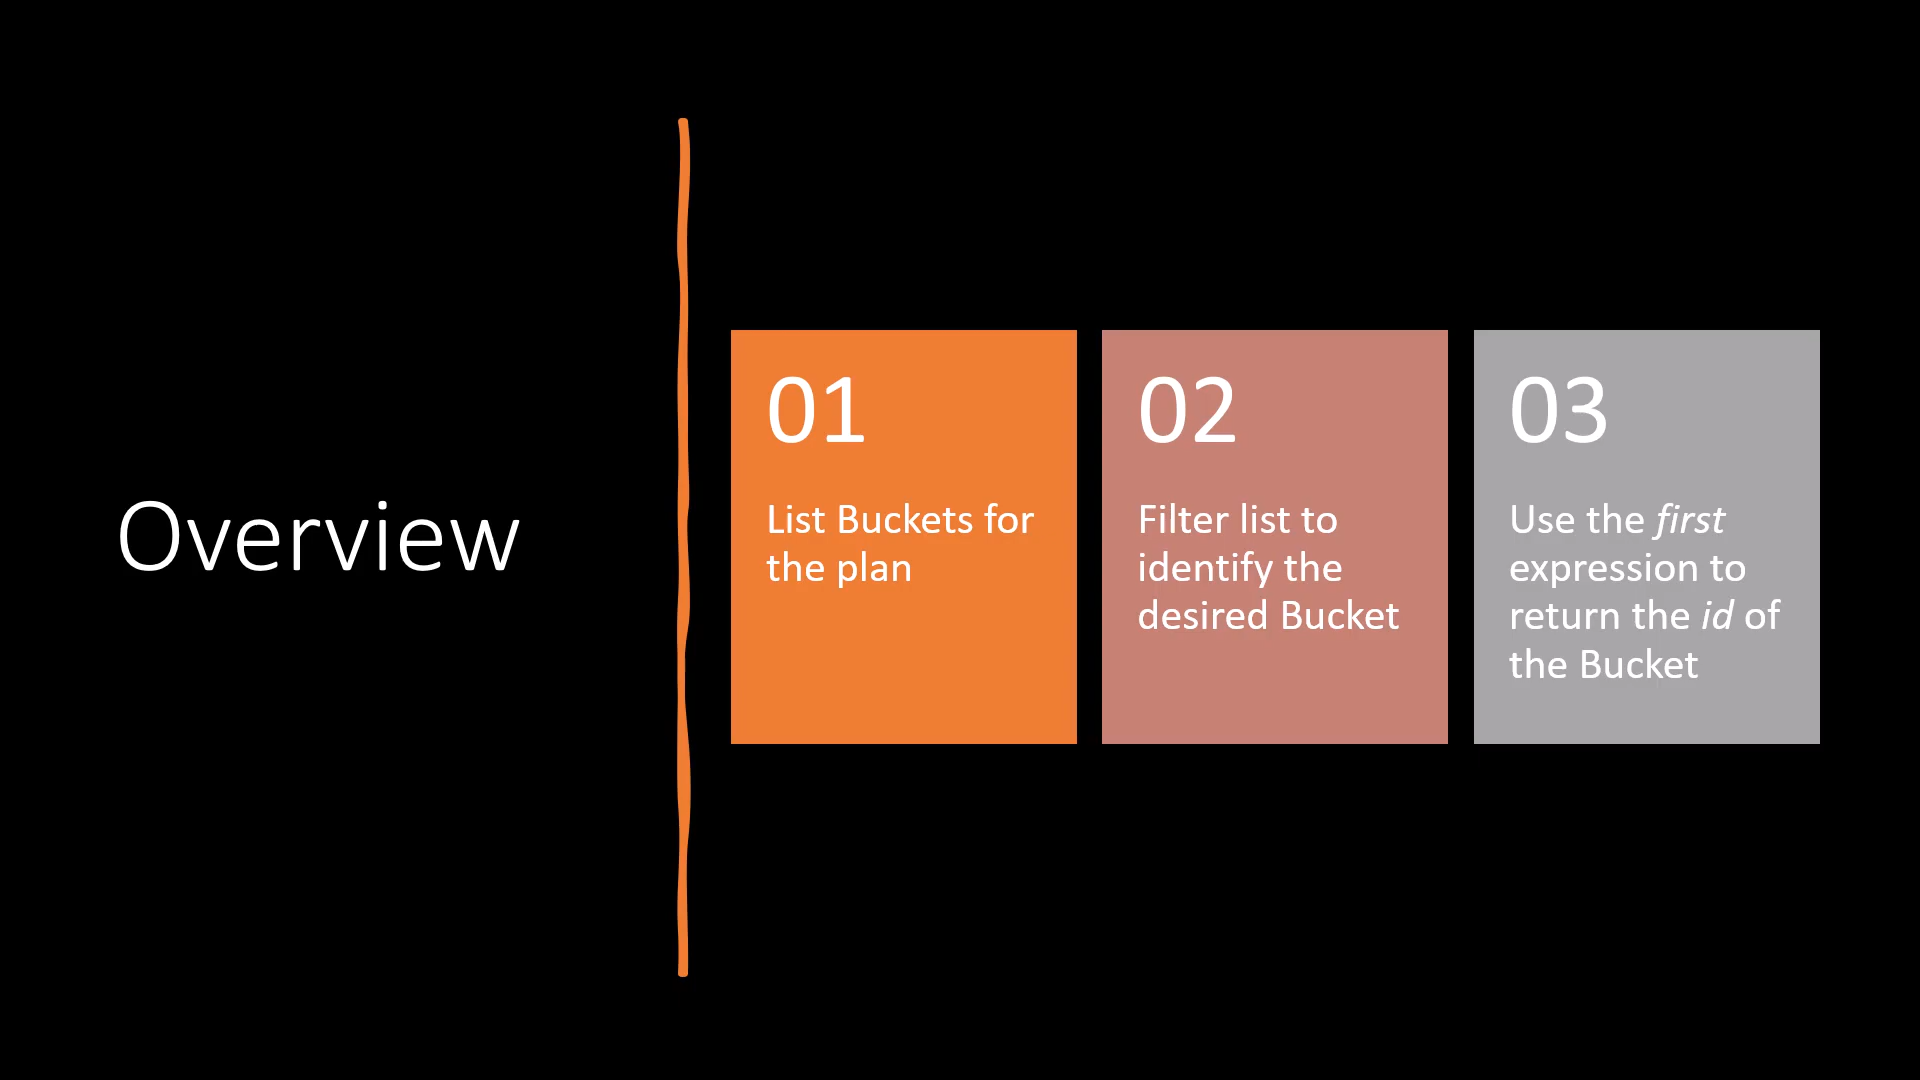 Overview
01
List Buckets for
the plan
02
Filter list to
identify the
desired Bucket
03
Use the first
expression to
return the id of
the Bucket